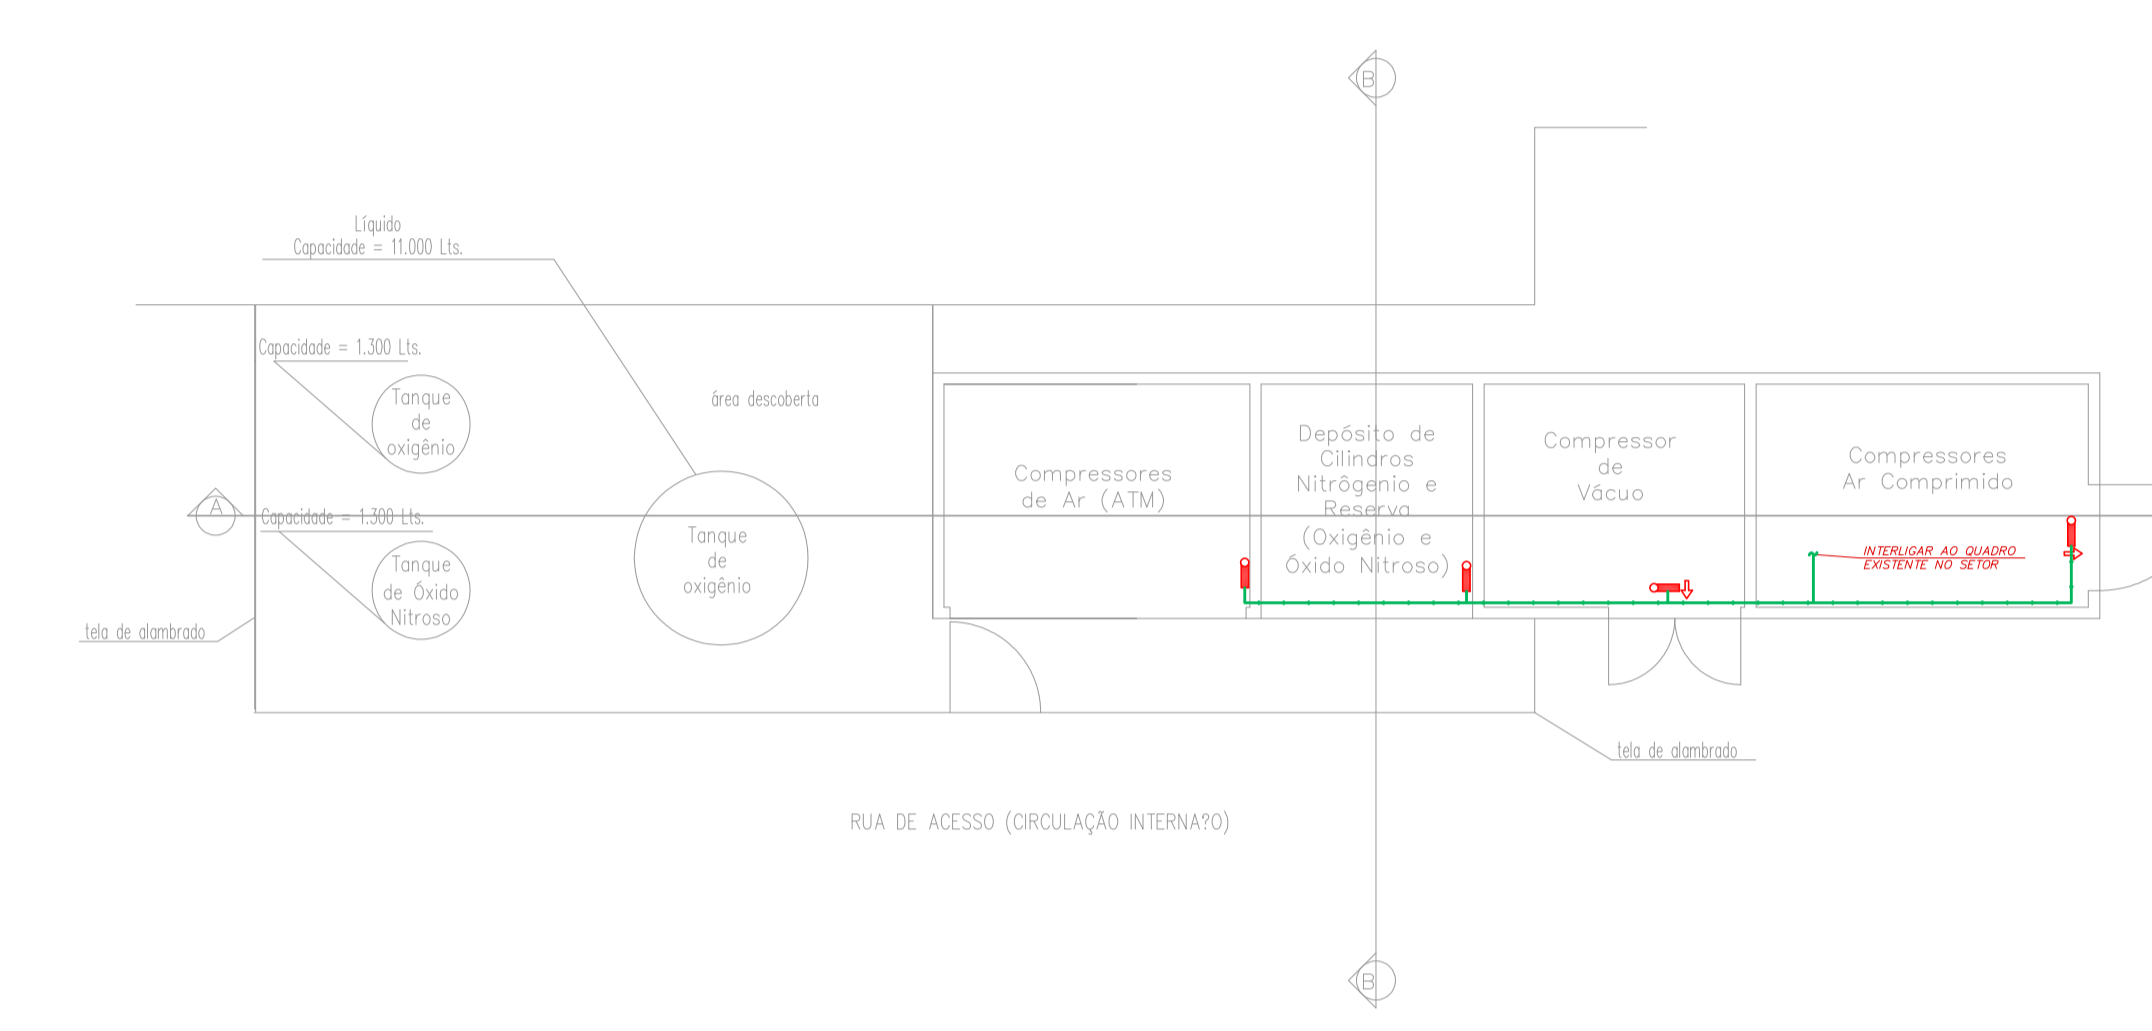 B
Líquido
Capacidade = 11.000 Lts.
Capacidade = 1.300 Lts.
Tanque
de
oxigênio
área descoberta
A
Capacidade = 1.300 Lts.
Tanque
de Óxido
Nitroso
Tanque
de
oxigênio
tela de alambrado
Compressores
de Ar (ATM)
Depósito de
Cilindros
Nitrôgenio e
Reserva
(Oxigênio e
Óxido Nitroso)
Compressor
de
Vácuo
Compressores
Ar Comprimido
INTERLIGAR AO QUADRO
EXISTENTE NO SETOR
tela de alambrado
RUA DE ACESSO (CIRCULAÇÃO INTERNA?O)
B